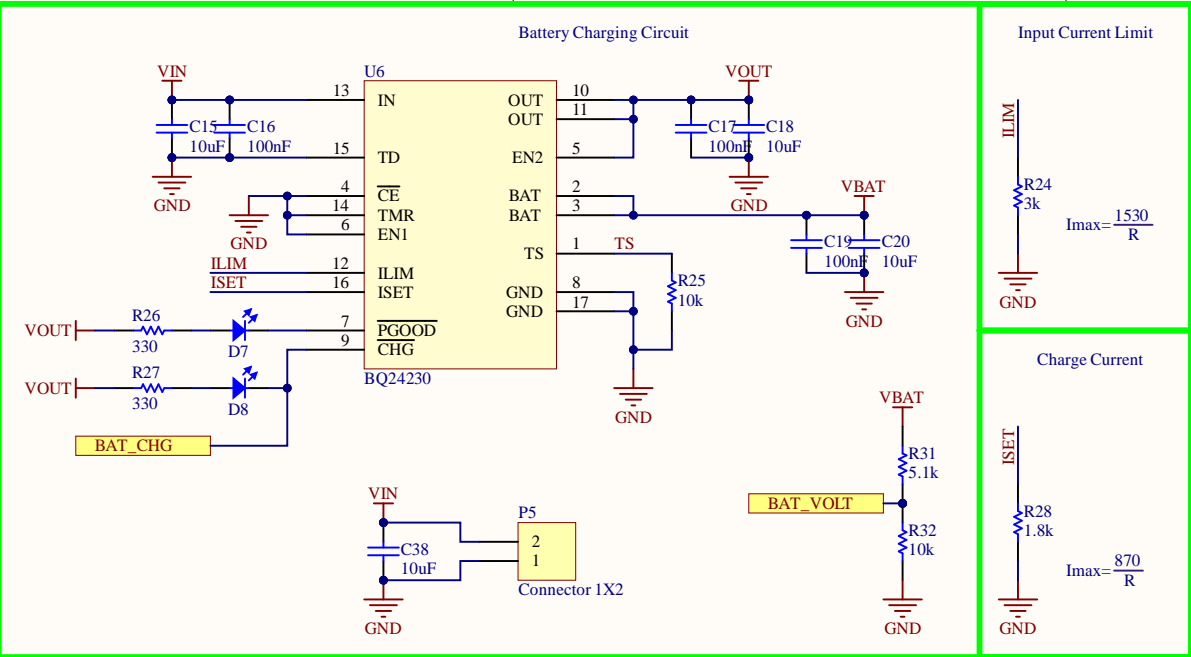 Battery Charging Circuit
VIN
C15
10uF
C16
100nF
GND
U6
13
IN
15
TD
4
CE
14
TMR
6
EN1
GND
ILIM
12
ILIM
ISET
16
ISET
VOUT
R26
330
D7
7
PGOOD
9
CHG
VOUT
R27
330
D8
BAT_CHG
BQ24230
OUT
10
OUT
11
EN2
5
BAT
2
BAT
3
TS
1
TS
GND
8
GND
17
VOUT
C17
100nF
C18
10uF
GND
VBAT
C19
100nF
C20
10uF
GND
R25
10k
GND
VIN
C38
10uF
GND
P5
2
1
Connector 1X2
VBAT
R31
5.1k
BAT_VOLT
R32
10k
GND
Input Current Limit
ILIM
R24
3k
Imax=1530
R
GND
Charge Current
ISET
R28
1.8k
Imax=870
R
GND